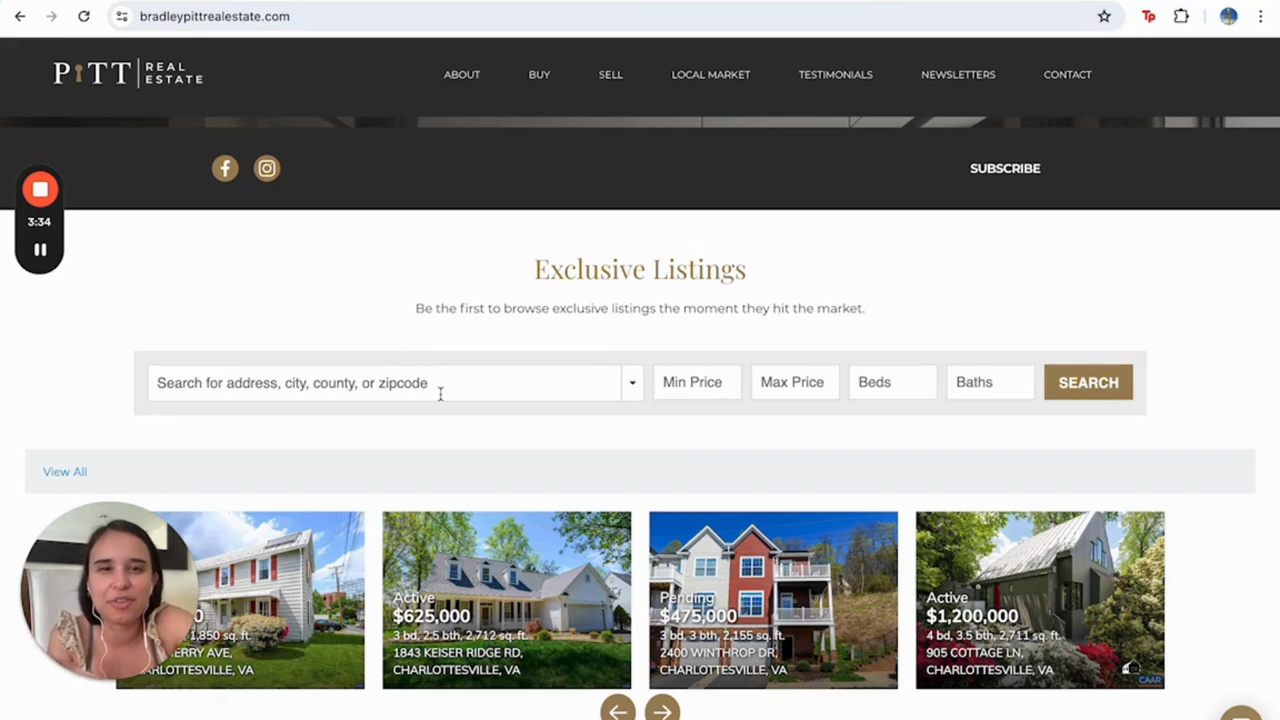 bradleypittrealestate.com
Tp
PITT REAL ESTATE
ABOUT BUY SELL LOCAL MARKET TESTIMONIALS NEWSLETTERS CONTACT
SUBSCRIBE
3:34
Exclusive Listings
Be the first to browse exclusive listings the moment they hit the market.
Search for address, city, county, or zipcode Min Price Max Price Beds Baths SEARCH
View All
1,850 sq. ft.
CHARLOTTESVILLE, VA
Active
$625,000
3 bd, 2.5 bth, 2,712 sq. ft.
1843 KEISER RIDGE RD,
CHARLOTTESVILLE, VA
Pending
$475,000
3 bd, 3 bth, 2,155 sq. ft.
2400 WINTHROP DR,
CHARLOTTESVILLE, VA
Active
$1,200,000
4 bd, 3.5 bth, 2,711 sq. ft.
905 COTTAGE LN,
CHARLOTTESVILLE, VA
CAAR